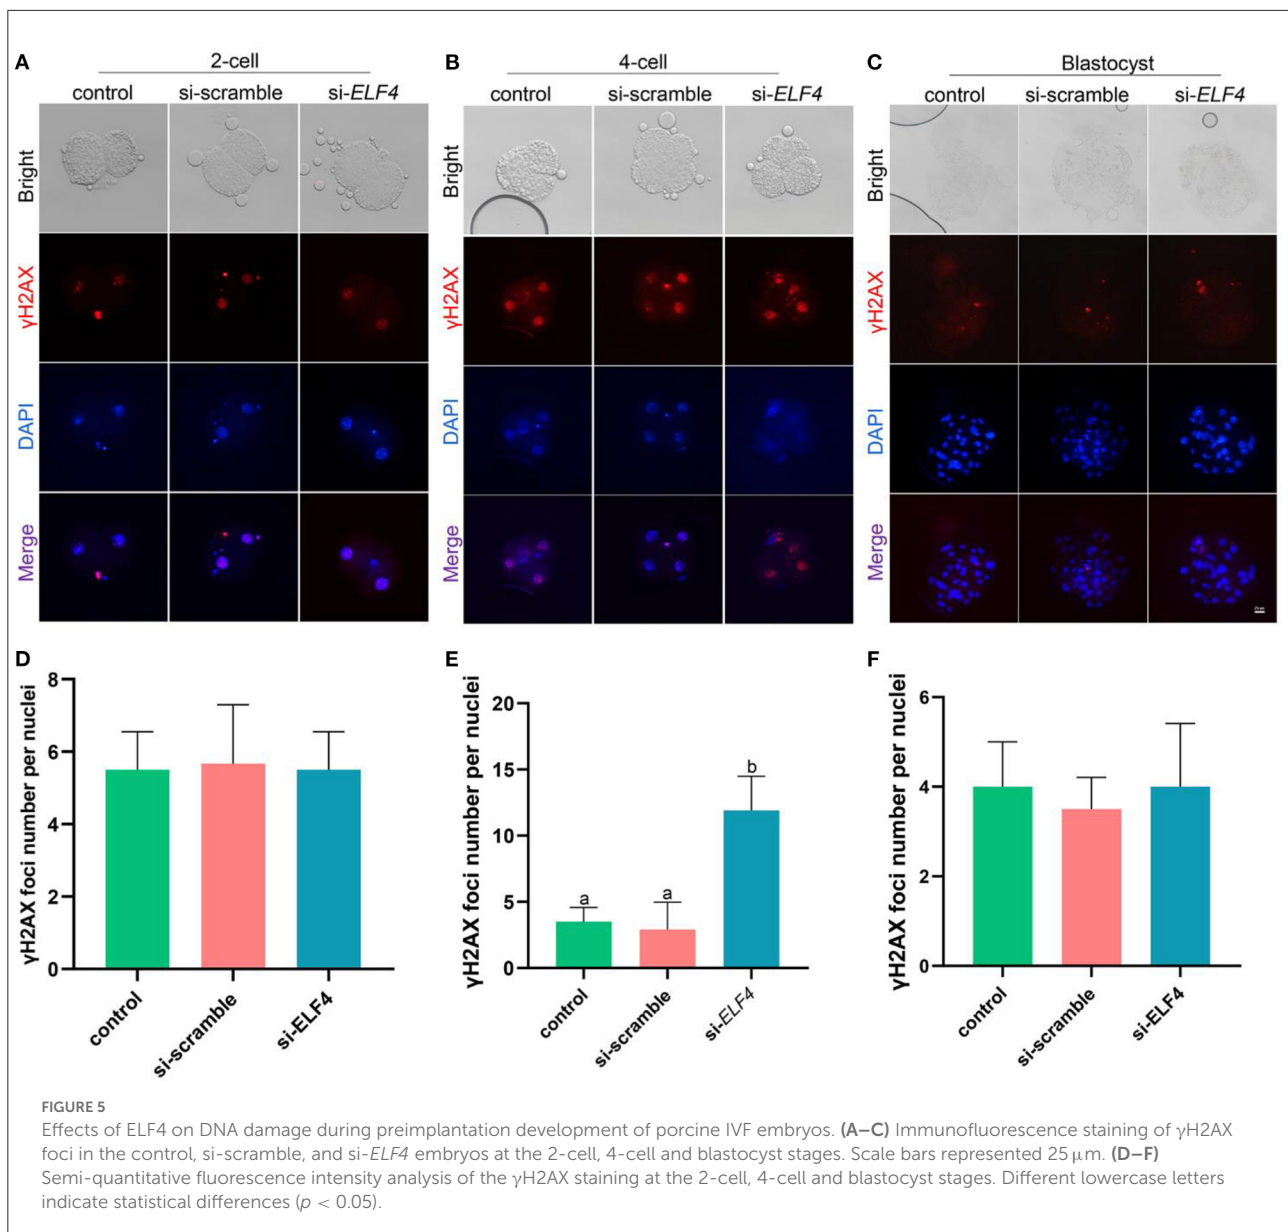 A
2-cell
control si-scramble si-ELF4
Bright
γH2AX
DAPI
Merge
B
4-cell
control si-scramble si-ELF4
Bright
γH2AX
DAPI
Merge
C
Blastocyst
control si-scramble si-ELF4
Bright
γH2AX
DAPI
Merge
D
γH2AX foci number per nuclei
8
6
4
2
0
control si-scramble si-ELF4
E
γH2AX foci number per nuclei
20
15
10
5
0
a a b
control si-scramble si-ELF4
F
γH2AX foci number per nuclei
6
4
2
0
control si-scramble si-ELF4
FIGURE 5
Effects of ELF4 on DNA damage during preimplantation development of porcine IVF embryos. (A–C) Immunofluorescence staining of γH2AX
foci in the control, si-scramble, and si-ELF4 embryos at the 2-cell, 4-cell and blastocyst stages. Scale bars represented 25 μm. (D–F)
Semi-quantitative fluorescence intensity analysis of the γH2AX staining at the 2-cell, 4-cell and blastocyst stages. Different lowercase letters
indicate statistical differences (p < 0.05).